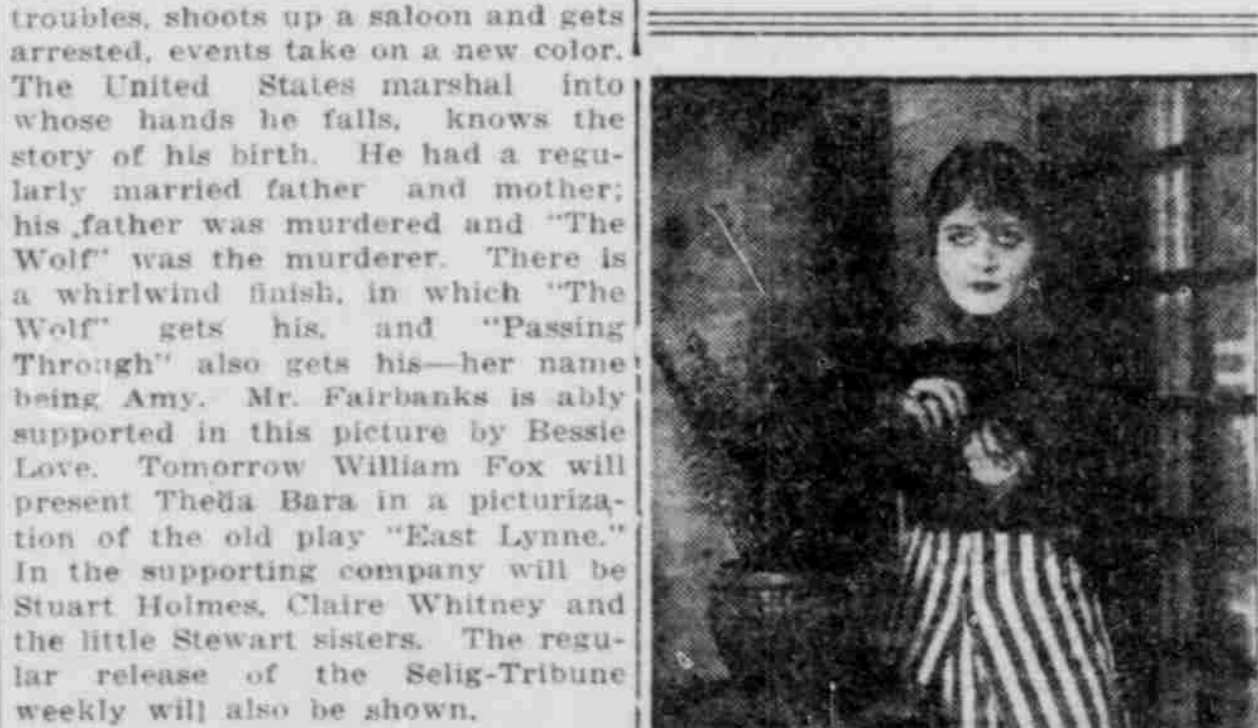 troubles, shoots up a saloon and gets
arrested, events take on a new color.
The United States marshal into
whose hands he falls, knows the
story of his birth. He had a regu-
larly married father and mother;
his father was murdered and "The
Wolf" was the murderer. There is
a whirlwind finish, in which "The
Wolf" gets his, and "Passing
Through" also gets his—her name
being Amy. Mr. Fairbanks is ably
supported in this picture by Bessie
Love. Tomorrow William Fox will
present Theda Bara in a picturiza-
tion of the old play "East Lynne."
In the supporting company will be
Stuart Holmes, Claire Whitney and
the little Stewart sisters. The regu-
lar release of the Selig-Tribune
weekly will also be shown.